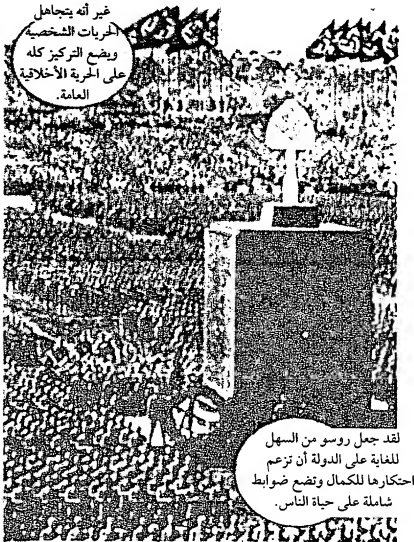 غير أنه يتجاهل
الحريات الشخصية
ويضع التركيز كله
على الحرية الأخلاقية
العامة.
لقد جعل روسو من السهل
للغاية على الدولة أن تزعم
احتكارها للكمال وتضع ضوابط
شاملة على حياة الناس.